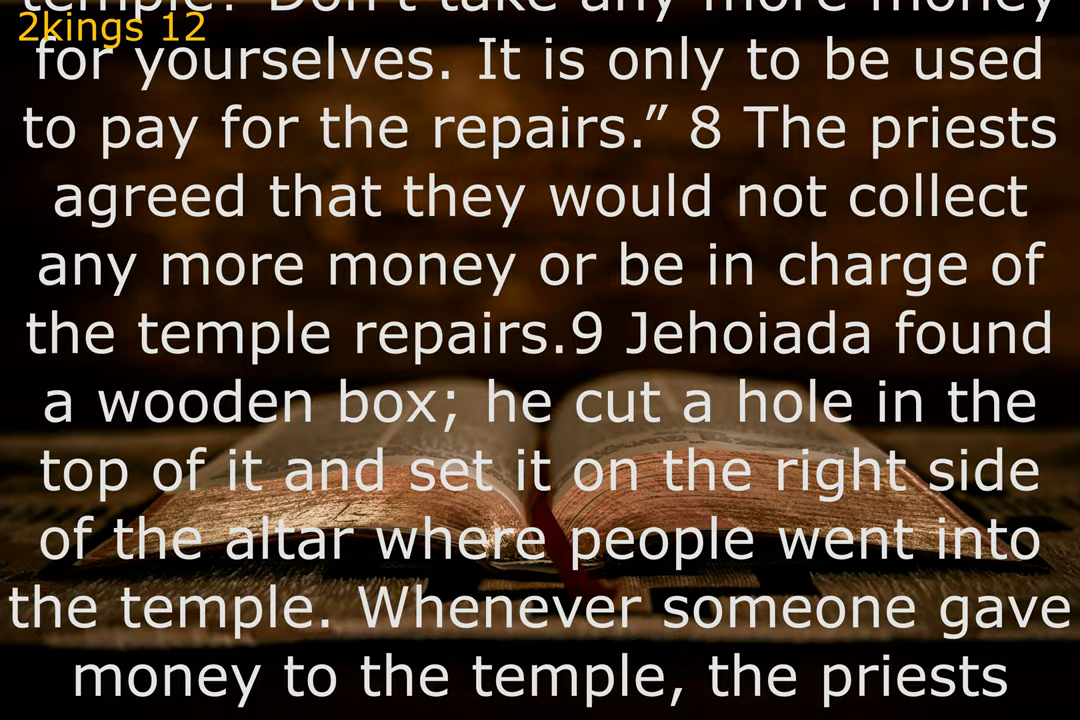 temple? Don't take any more money
2kings 12
for yourselves. It is only to be used
to pay for the repairs.” 8 The priests
agreed that they would not collect
any more money or be in charge of
the temple repairs.9 Jehoiada found
a wooden box; he cut a hole in the
top of it and set it on the right side
of the altar where people went into
the temple. Whenever someone gave
money to the temple, the priests